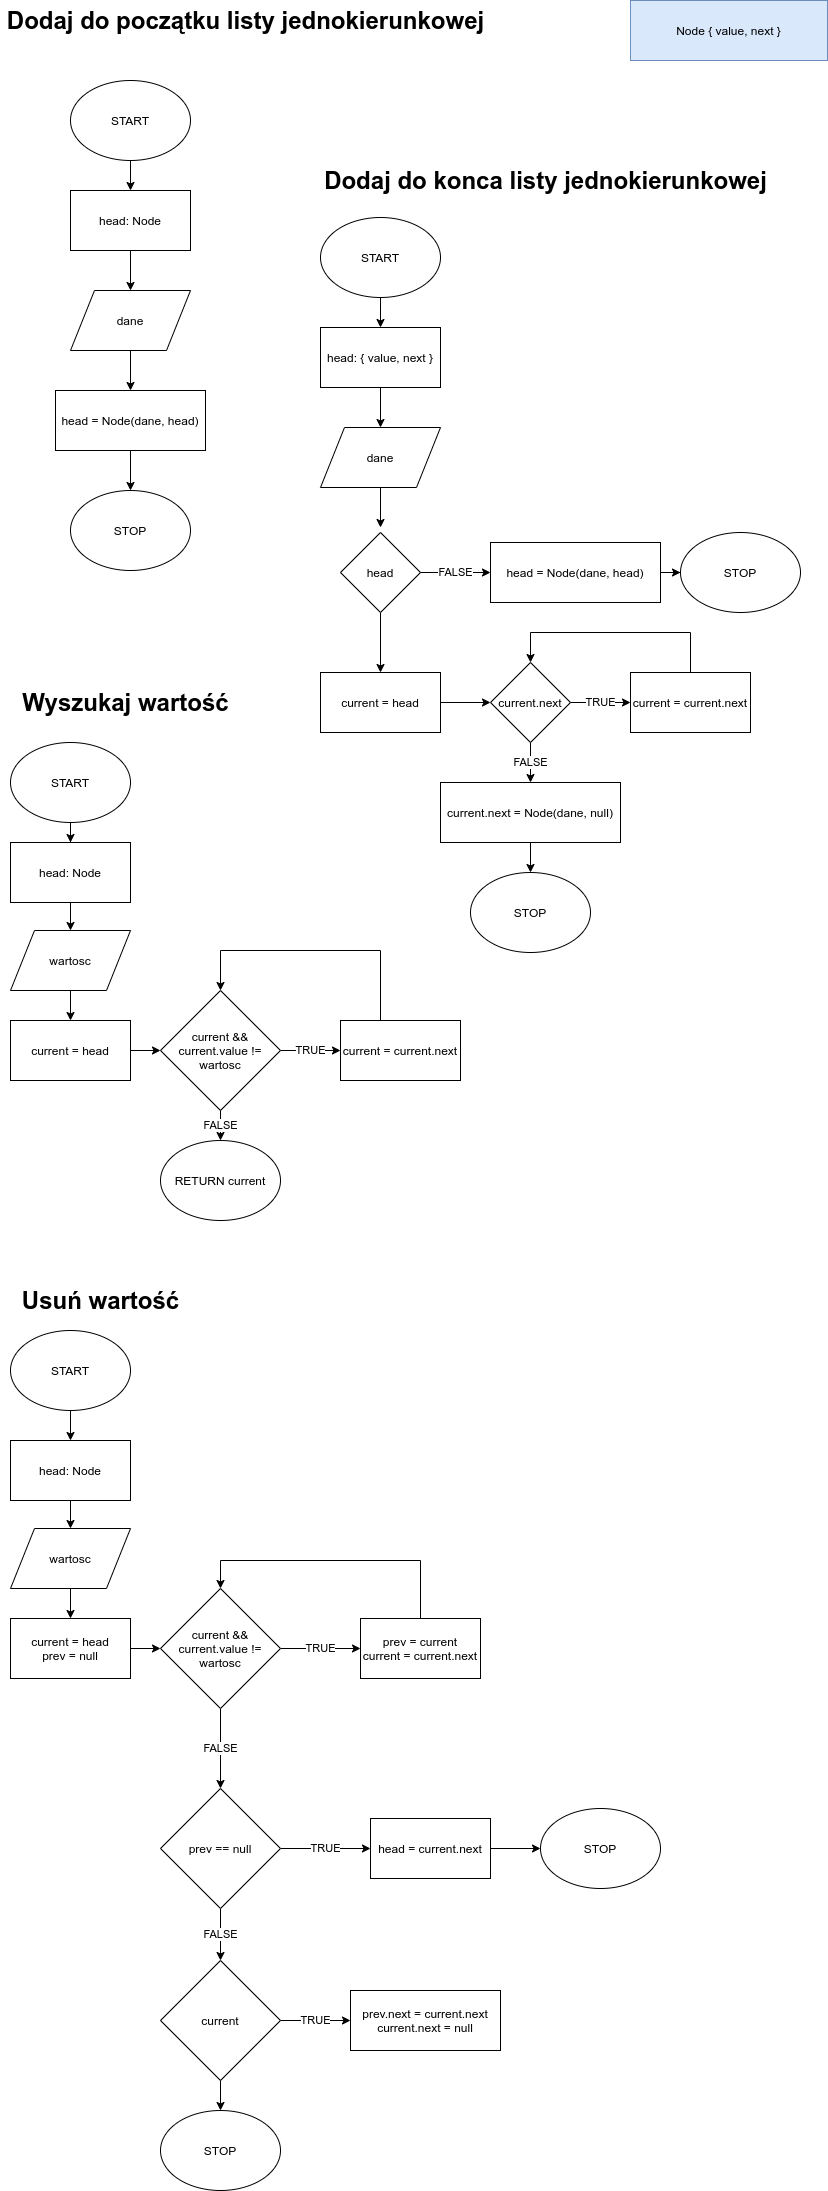 Dodaj do początku listy jednokierunkowej
Node { value, next }
START
head: Node
dane
head = Node(dane, head)
STOP
Dodaj do konca listy jednokierunkowej
START
head: { value, next }
dane
head
FALSE
head = Node(dane, head)
STOP
current = head
current.next
TRUE
current = current.next
FALSE
current.next = Node(dane, null)
STOP
Wyszukaj wartość
START
head: Node
wartosc
current = head
current &&
current.value !=
wartosc
TRUE
current = current.next
FALSE
RETURN current
Usuń wartość
START
head: Node
wartosc
current = head
prev = null
current &&
current.value !=
wartosc
TRUE
prev = current
current = current.next
FALSE
prev == null
TRUE
head = current.next
STOP
FALSE
current
TRUE
prev.next = current.next
current.next = null
STOP